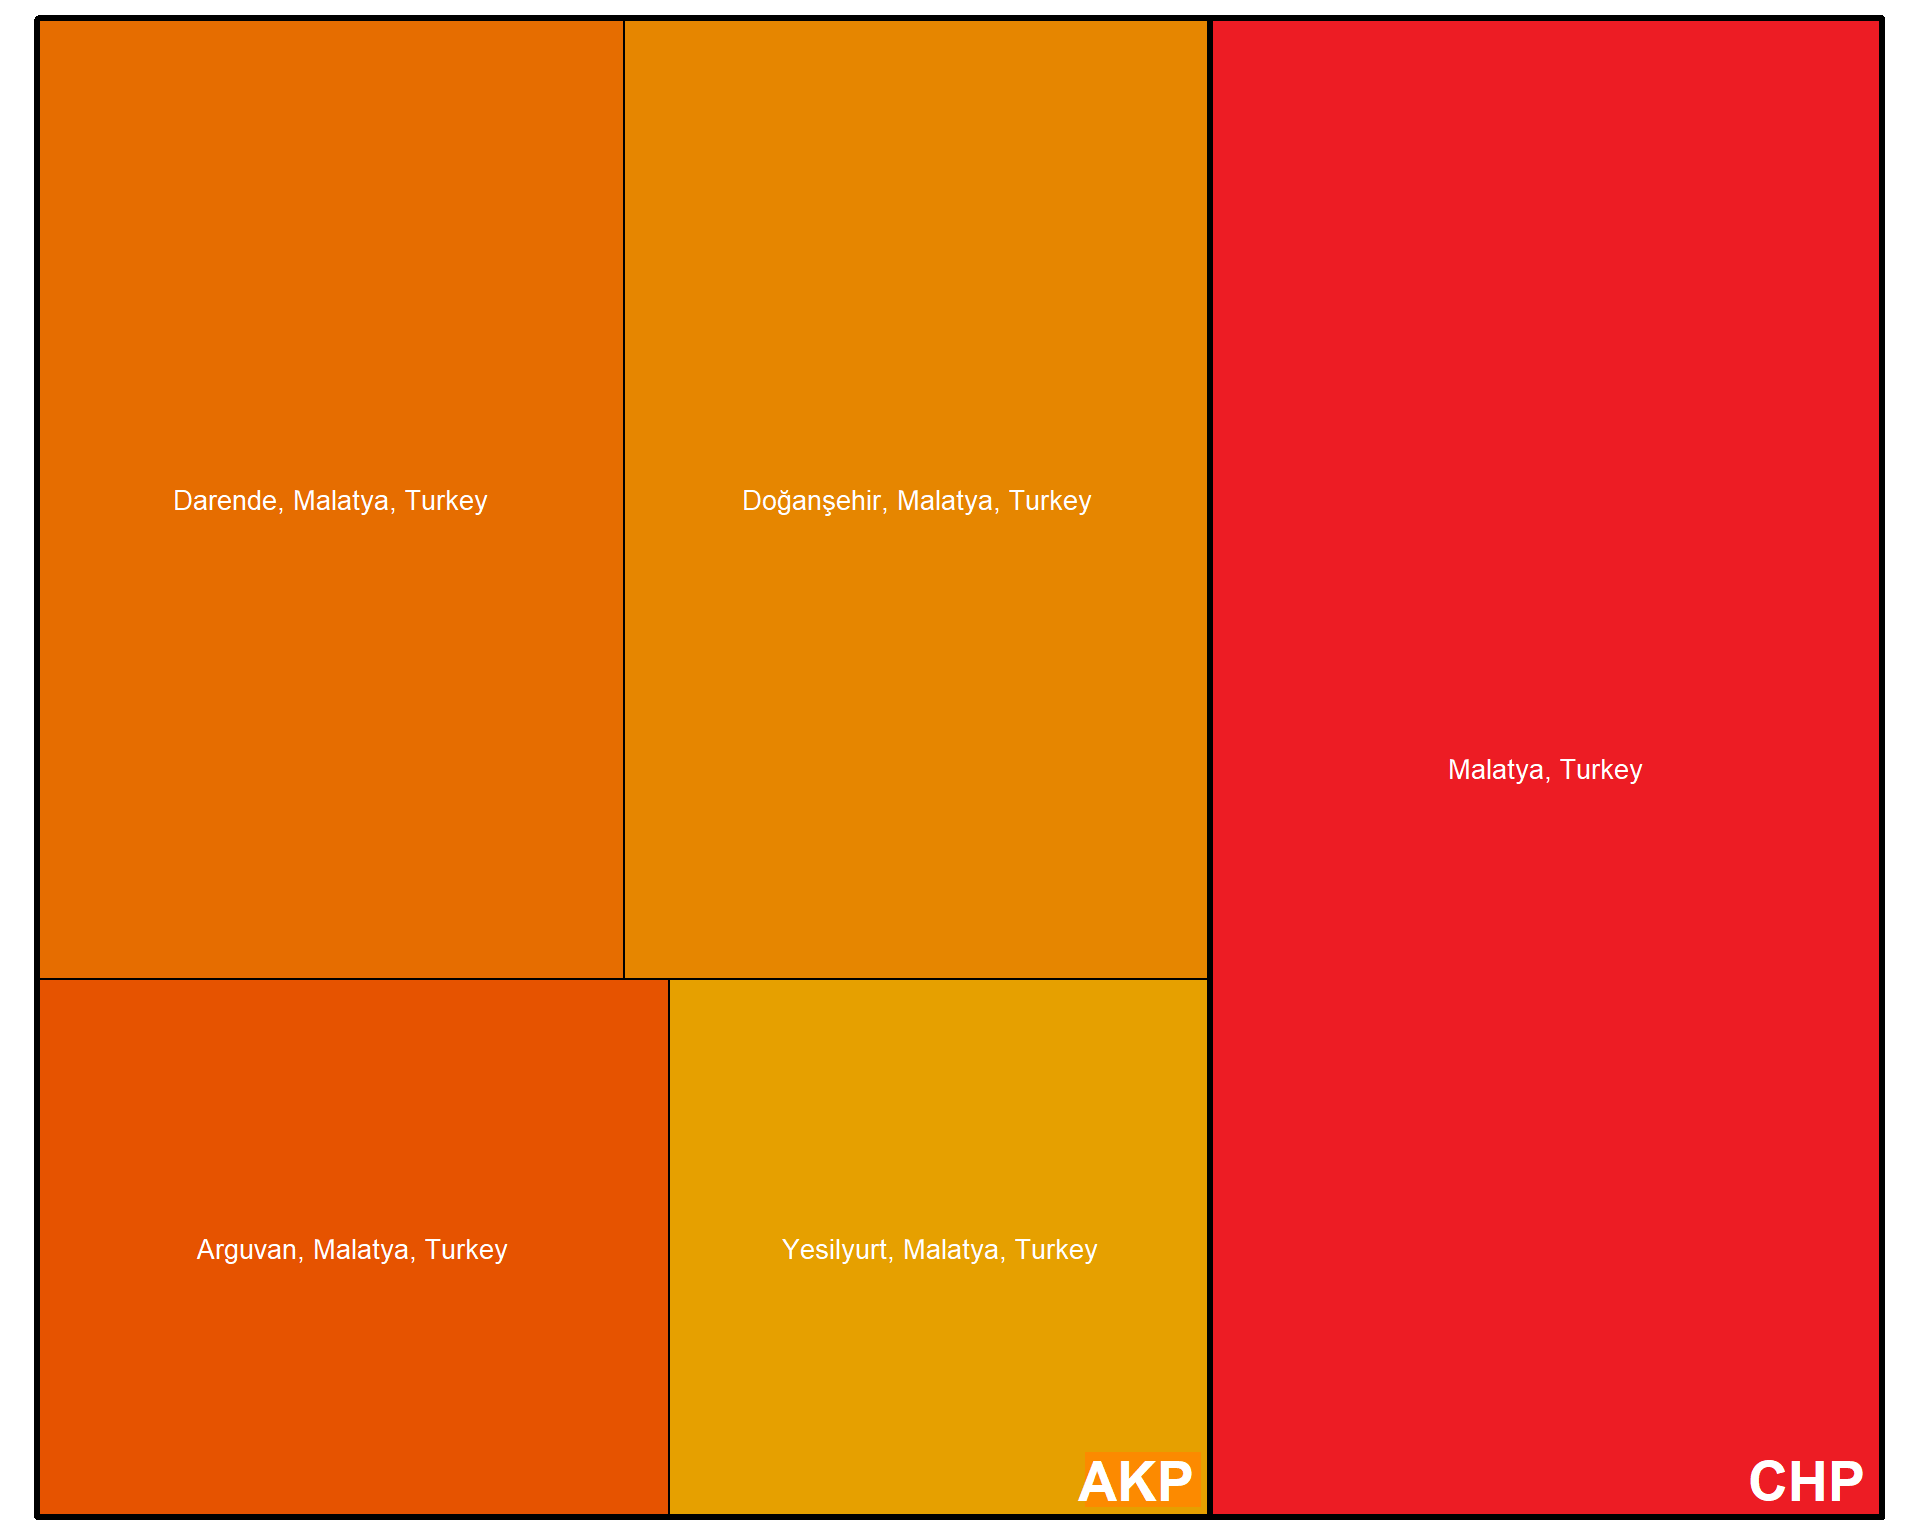 Darende, Malatya, Turkey
Doğanşehir, Malatya, Turkey
Malatya, Turkey
Arguvan, Malatya, Turkey
Yesilyurt, Malatya, Turkey
AKP
CHP